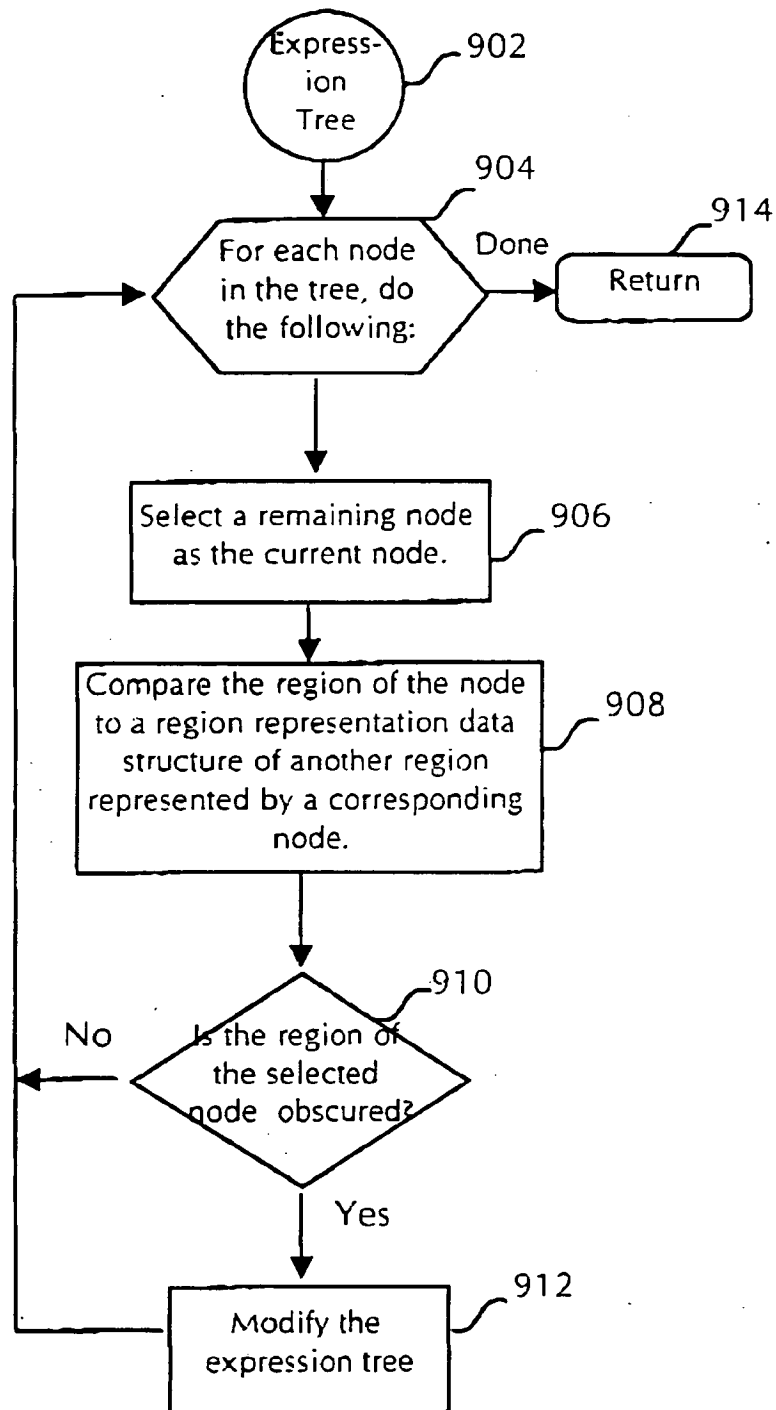 Express-
ion
Tree
902
904
For each node
in the tree, do
the following:
Done
914
Return
Select a remaining node
as the current node.
906
Compare the region of the node
to a region representation data
structure of another region
represented by a corresponding
node.
908
910
Is the region of
the selected
node obscured?
No
Yes
912
Modify the
expression tree